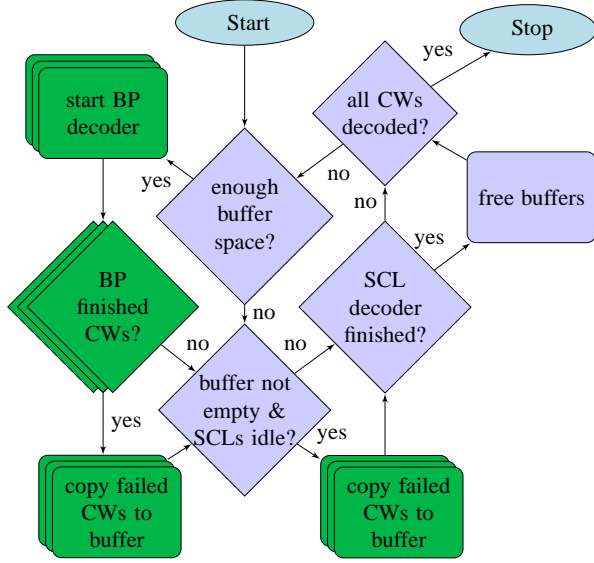 Start
Stop
yes
start BP
decoder
all CWs
decoded?
yes
no
enough
buffer
space?
free buffers
no
yes
BP
finished
CWs?
SCL
decoder
finished?
no
no
no
buffer not
empty &
SCLs idle?
yes
yes
copy failed
CWs to
buffer
copy failed
CWs to
buffer